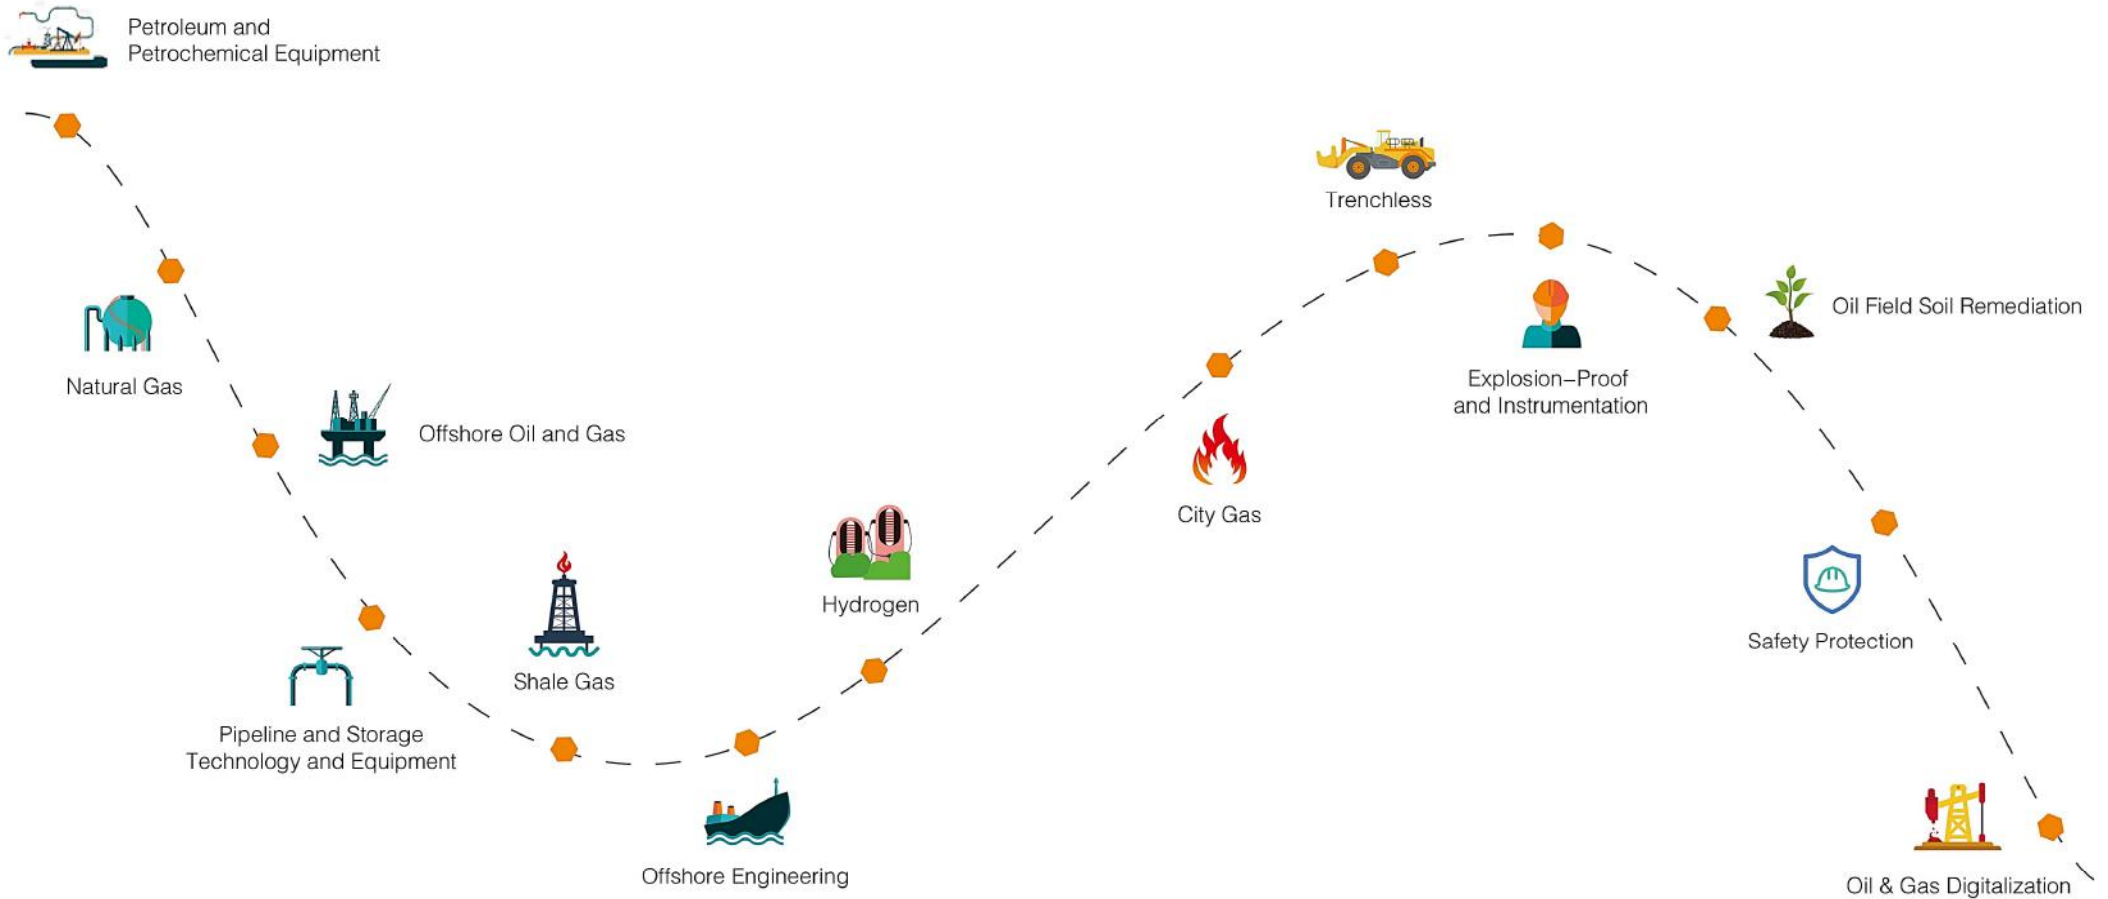 Petroleum and
Petrochemical Equipment
Natural Gas
Offshore Oil and Gas
Pipeline and Storage
Technology and Equipment
Shale Gas
Offshore Engineering
Hydrogen
City Gas
Trenchless
Explosion–Proof
and Instrumentation
Oil Field Soil Remediation
Safety Protection
Oil & Gas Digitalization